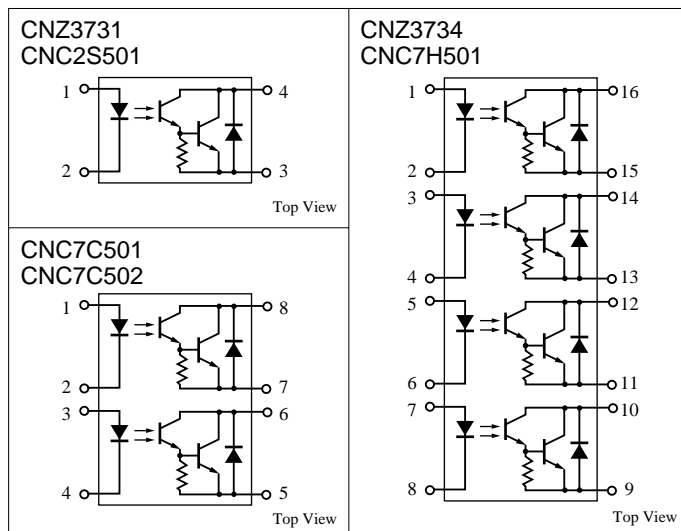 CNZ3731
CNC2S501
1 4
2 3
Top View
CNC7C501
CNC7C502
1 8
2 7
3 6
4 5
Top View
CNZ3734
CNC7H501
1 16
2 15
3 14
4 13
5 12
6 11
7 10
8 9
Top View